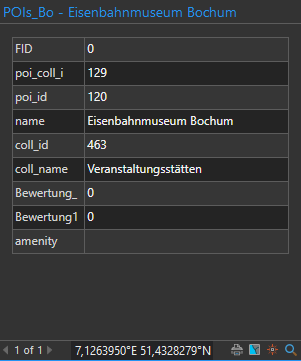 POIs_Bo - Eisenbahnmuseum Bochum
FID 0
poi_coll_i 129
poi_id 120
name Eisenbahnmuseum Bochum
coll_id 463
coll_name Veranstaltungsstätten
Bewertung_ 0
Bewertung1 0
amenity
1 of 1 7,1263950°E 51,4328279°N